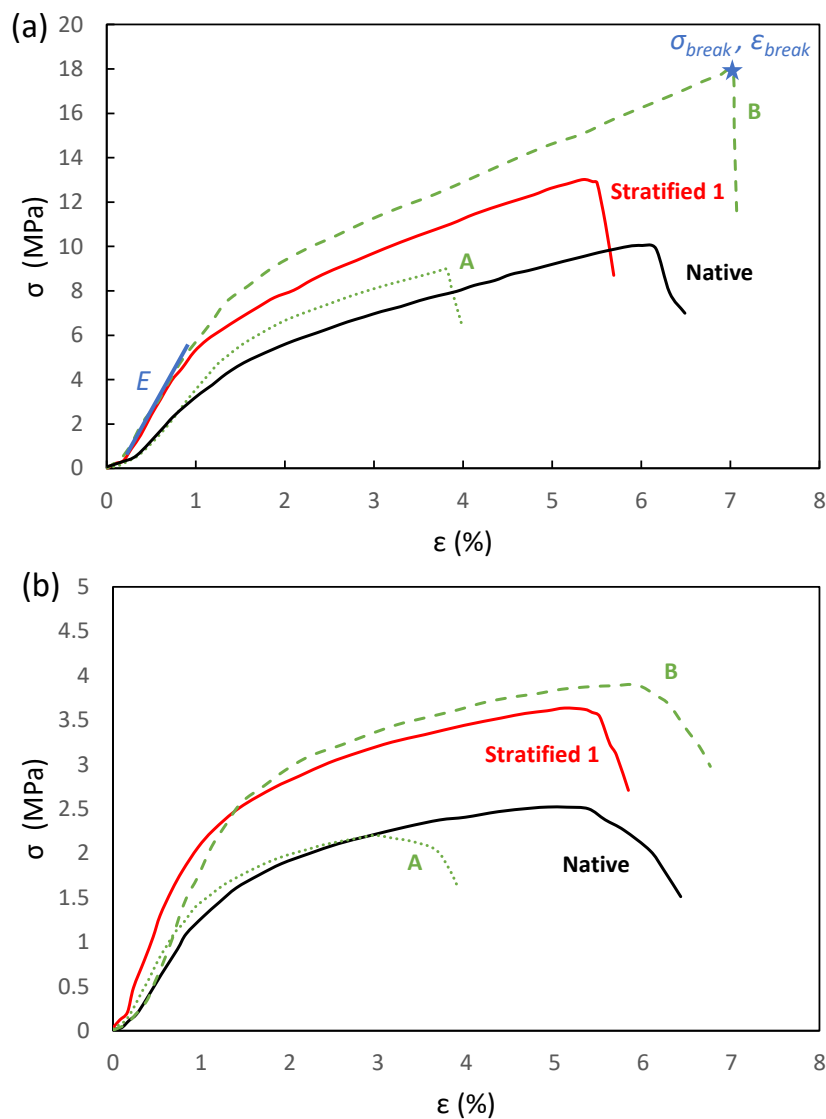 (a)
20
18
16
14
12
10
8
6
4
2
0
σ (MPa)
σbreak, εbreak
B
Stratified 1
A
Native
E
0 1 2 3 4 5 6 7 8
ε (%)
(b)
5
4.5
4
3.5
3
2.5
2
1.5
1
0.5
0
σ (MPa)
B
Stratified 1
A
Native
0 1 2 3 4 5 6 7 8
ε (%)